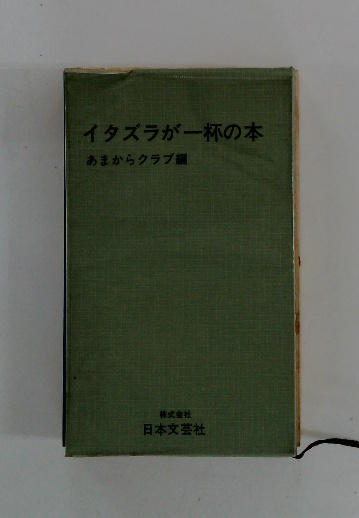 イタズラが一杯の本
あまからクラブ編
株式会社
日本文芸社